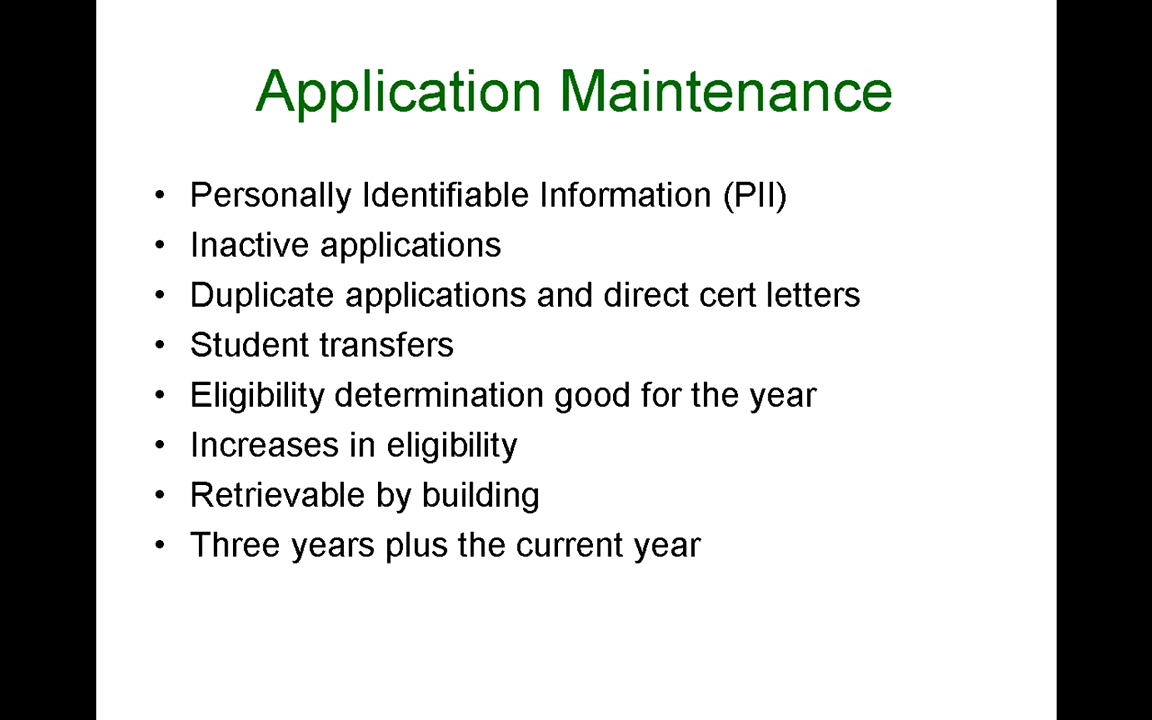 Application Maintenance
• Personally Identifiable Information (PII)
• Inactive applications
• Duplicate applications and direct cert letters
• Student transfers
• Eligibility determination good for the year
• Increases in eligibility
• Retrievable by building
• Three years plus the current year